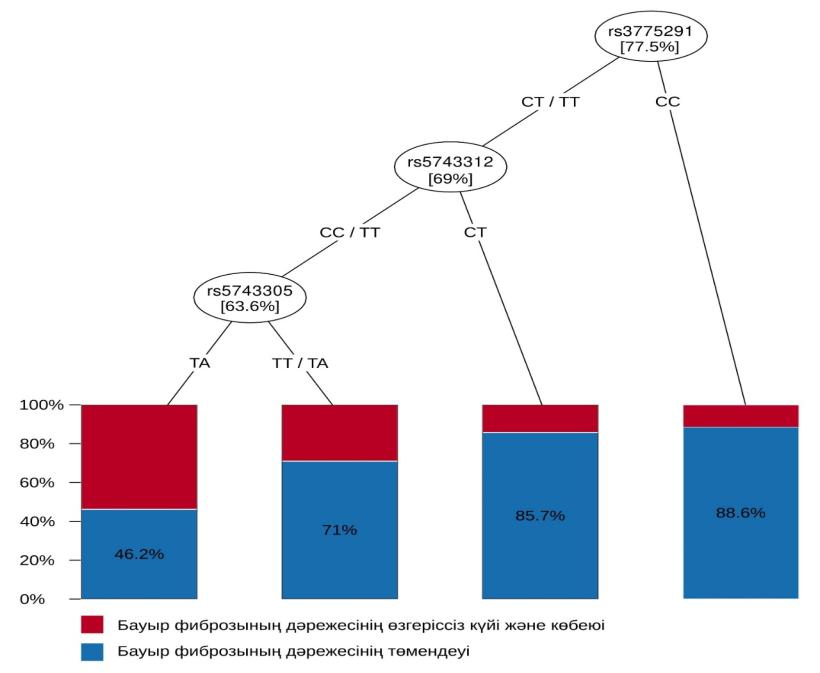 rs3775291
[77.5%]
CT / TT
CC
rs5743312
[69%]
CC / TT
CT
rs5743305
[63.6%]
TA
TT / TA
100%
80%
60%
40%
20%
0%
46.2%
71%
85.7%
88.6%
Бауыр фиброзының дәрежесінің өзгеріссіз күйі және көбеюі
Бауыр фиброзының дәрежесінің төмендеуі